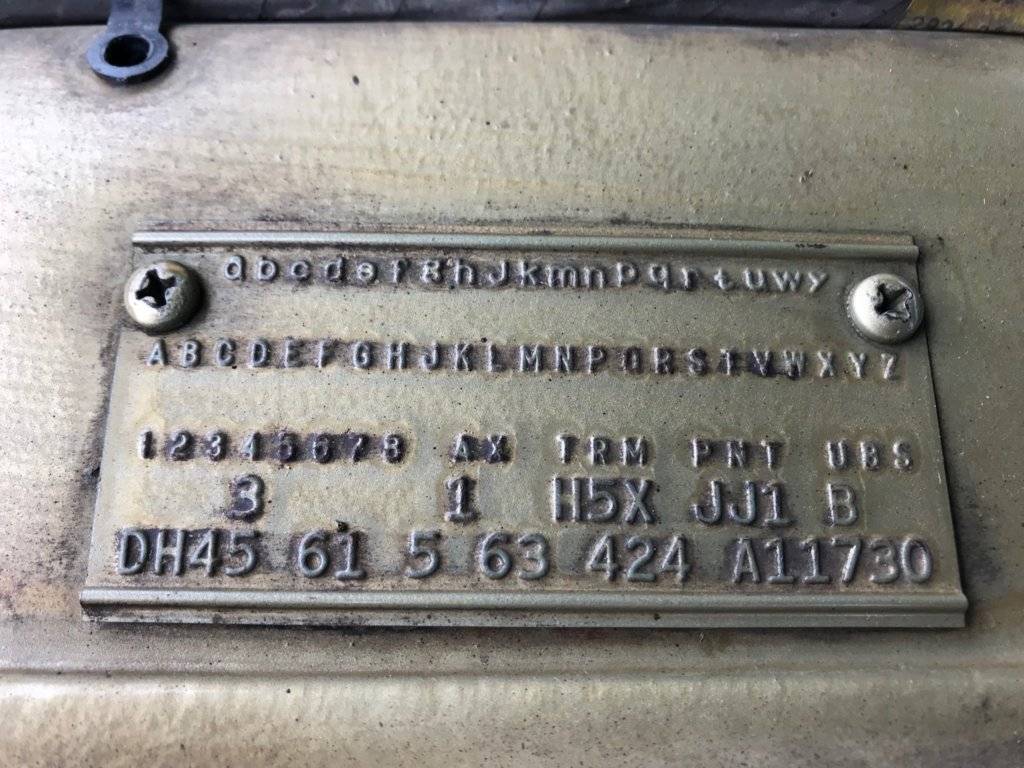 abcdefghJkmnpqrtuwy
ABCDEFGHJKLMNPQRSTVWXYZ
12345678 AX TRM PNT UBS
3 1 H5X JJ1 B
DH45 61 5 63 424 A11730